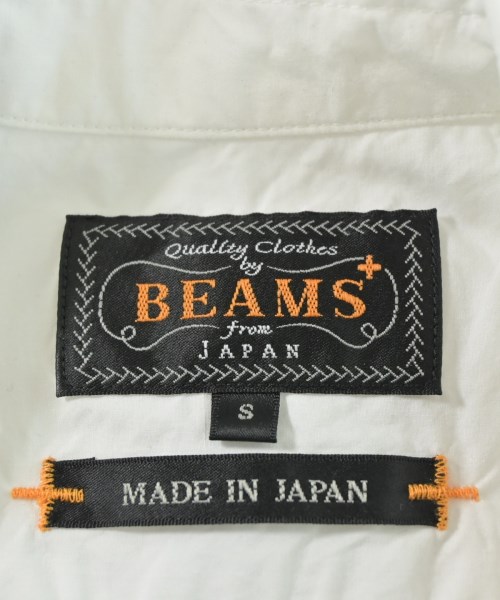 Quality Clothes
by
BEAMS+
from
JAPAN
S
MADE IN JAPAN